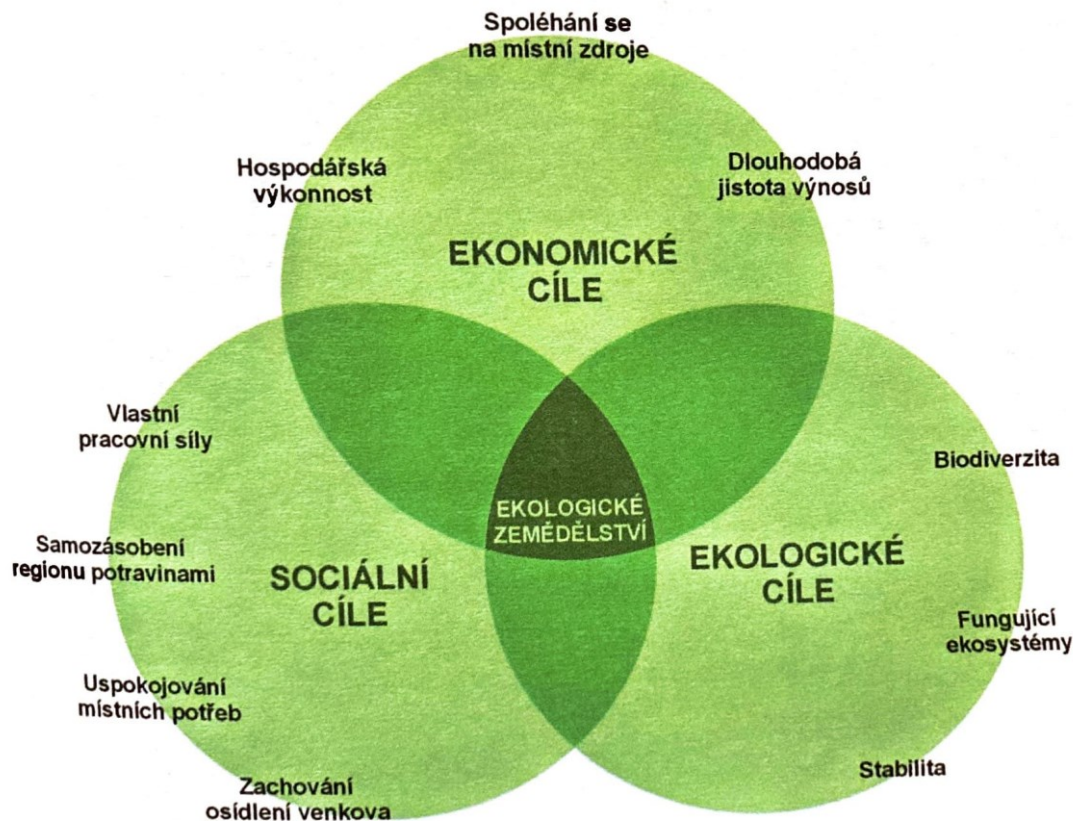 Spoléhání se
na místní zdroje
Hospodářská
výkonnost
Dlouhodobá
jistota výnosů
EKONOMICKÉ
CÍLE
Vlastní
pracovní síly
Biodiverzita
EKOLOGICKÉ
ZEMĚDĚLSTVÍ
Samozásobení
regionu potravinami
SOCIÁLNÍ
CÍLE
EKOLOGICKÉ
CÍLE
Fungující
ekosystémy
Uspokojování
místních potřeb
Stabilita
Zachování
osídlení venkova